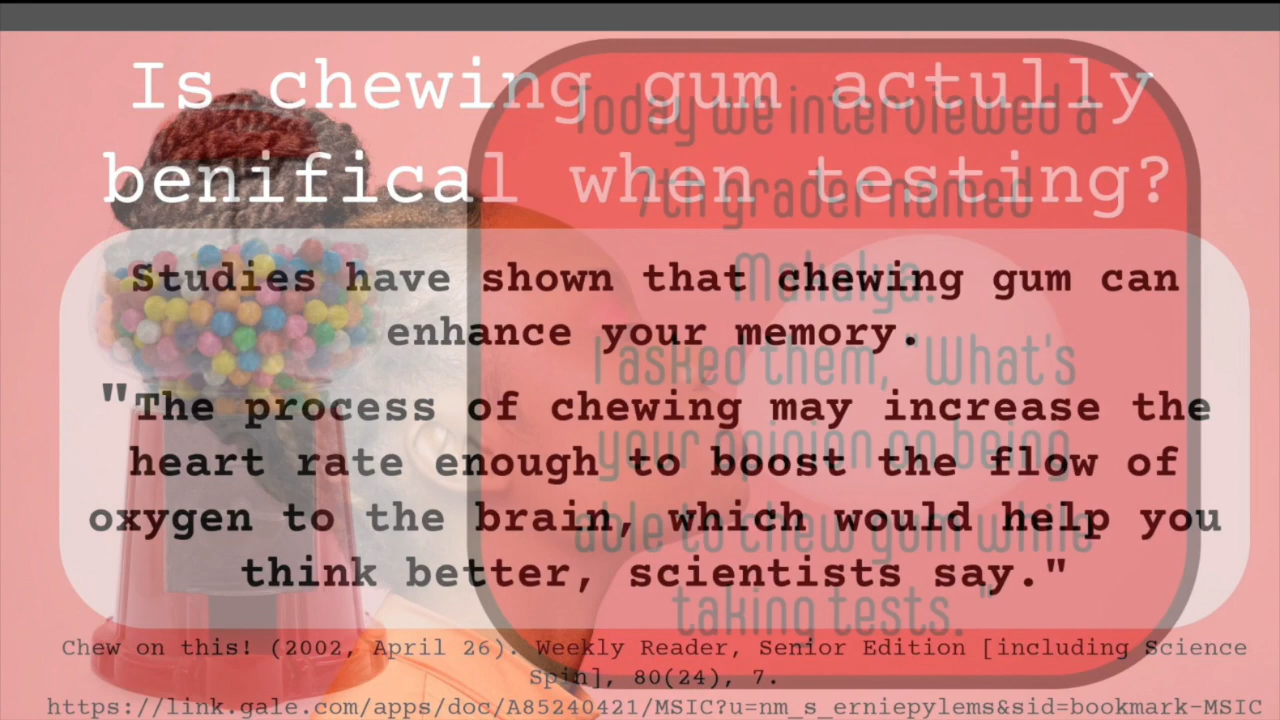 Is chewing gum actully
benifical when testing?
Studies have shown that chewing gum can
enhance your memory.
"The process of chewing may increase the
heart rate enough to boost the flow of
oxygen to the brain, which would help you
think better, scientists say."
Chew on this! (2002, April 26). Weekly Reader, Senior Edition [including Science
Spin], 80(24), 7.
https://link.gale.com/apps/doc/A85240421/MSIC?u=nm_s_erniepylems&sid=bookmark-MSIC
Today we interviewed a
7th grader named
Makalya.
I asked them, "What's
your opinion on being
able to chew gum while
taking tests."